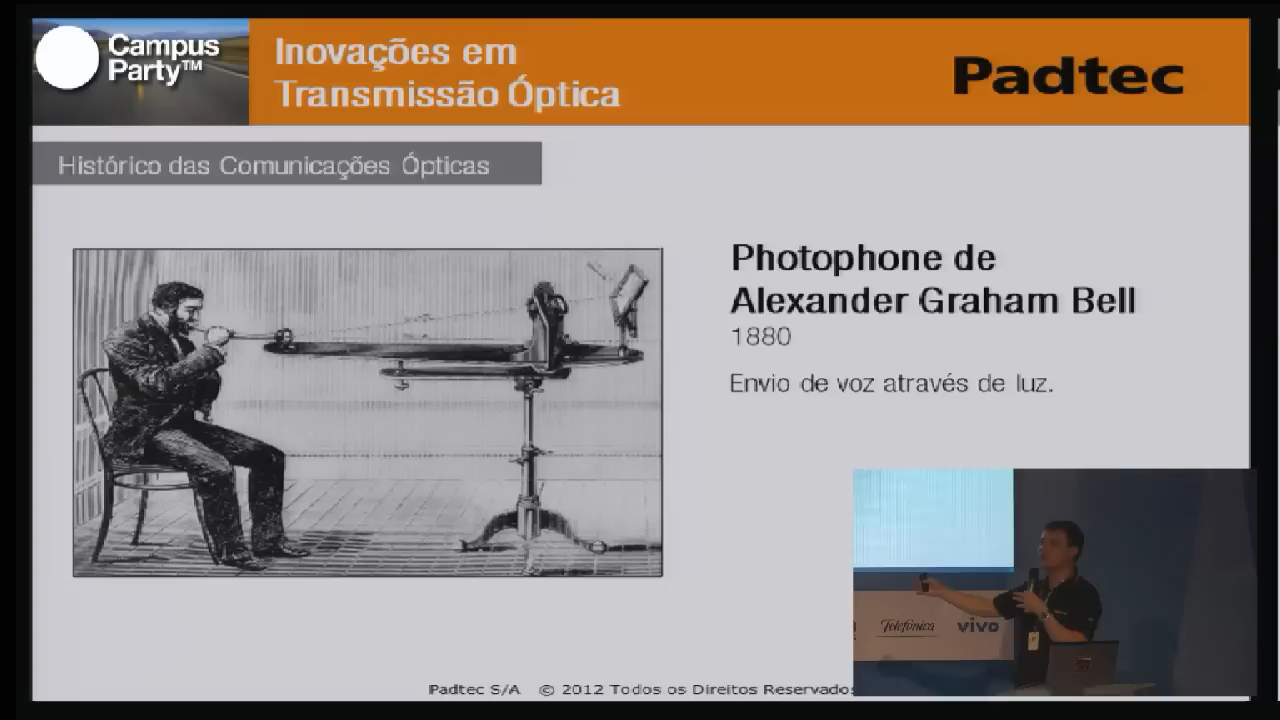 Campus
Party™
Inovações em
Transmissão Óptica
Padtec
Histórico das Comunicações Ópticas
Photophone de
Alexander Graham Bell
1880
Envio de voz através de luz.
Telefónica
vivo
Padtec S/A © 2012 Todos os Direitos Reservados